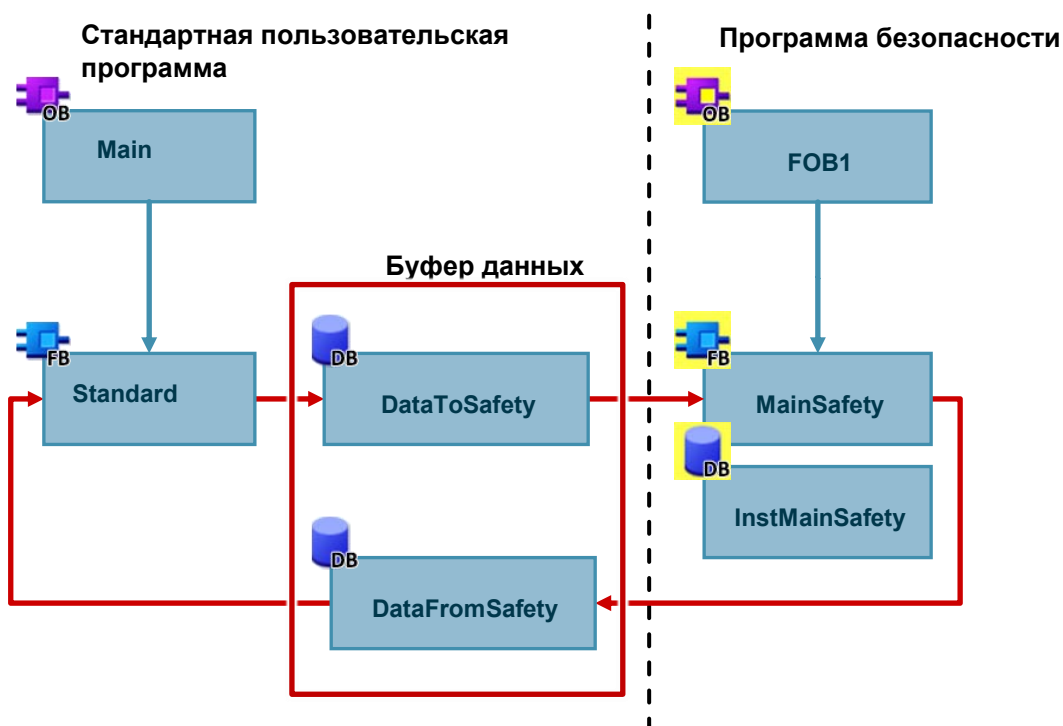 Стандартная пользовательская
программа
Программа безопасности
OB
Main
OB
FOB1
Буфер данных
FB
Standard
DB
DataToSafety
FB
MainSafety
DB
InstMainSafety
DB
DataFromSafety